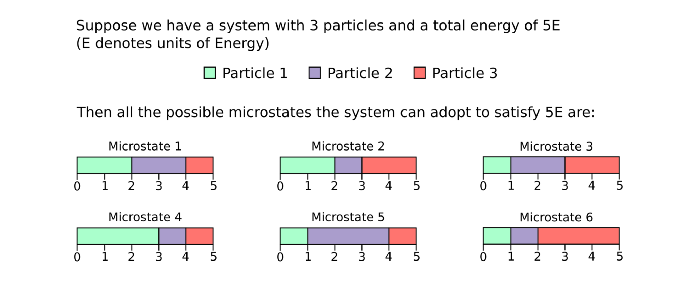 Suppose we have a system with 3 particles and a total energy of 5E
(E denotes units of Energy)
Particle 1 Particle 2 Particle 3
Then all the possible microstates the system can adopt to satisfy 5E are:
Microstate 1 Microstate 2 Microstate 3
0 1 2 3 4 5 0 1 2 3 4 5 0 1 2 3 4 5
Microstate 4 Microstate 5 Microstate 6
0 1 2 3 4 5 0 1 2 3 4 5 0 1 2 3 4 5